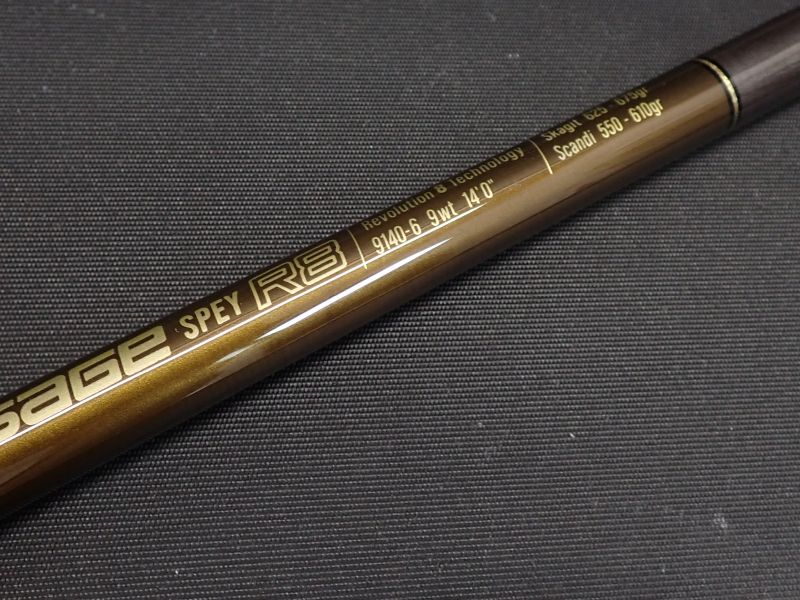 sage SPEY R8
Revolution 8 Technology
9140-6 9wt 14'0"
Skagit 625 - 675gr
Scandi 550 - 610gr